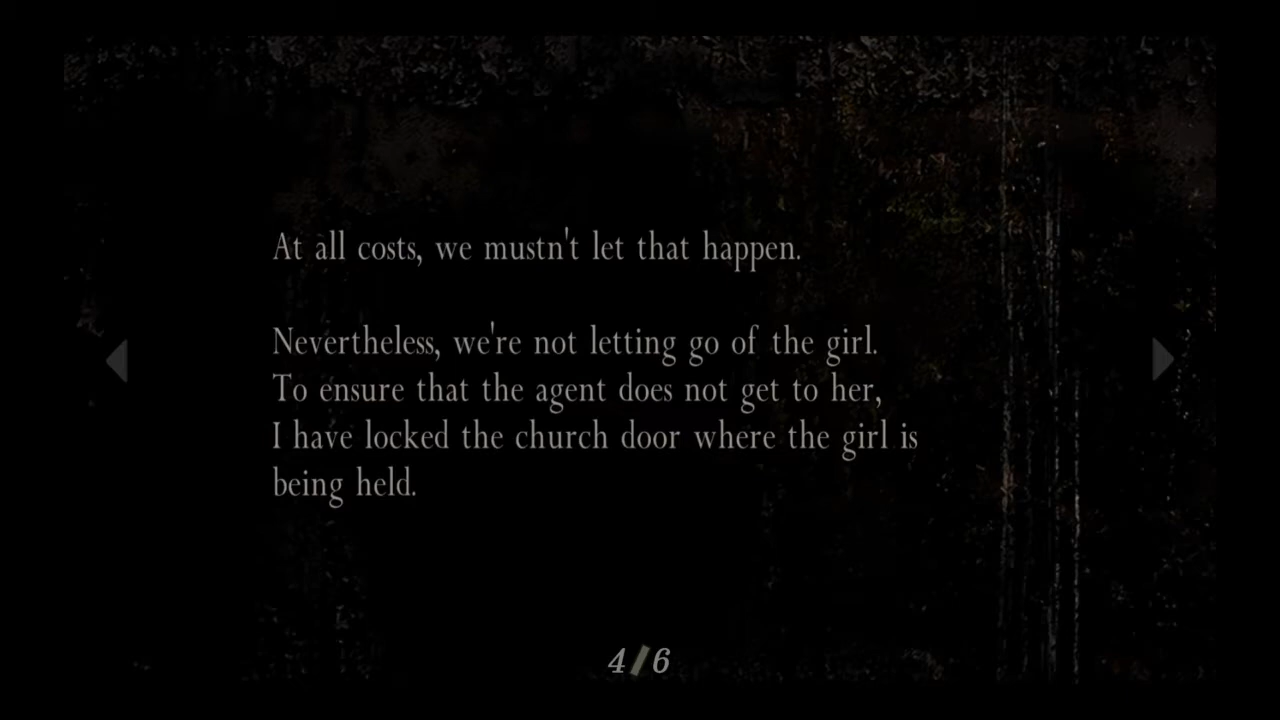 At all costs, we mustn't let that happen.
Nevertheless, we're not letting go of the girl.
To ensure that the agent does not get to her,
I have locked the church door where the girl is
being held.
4/6